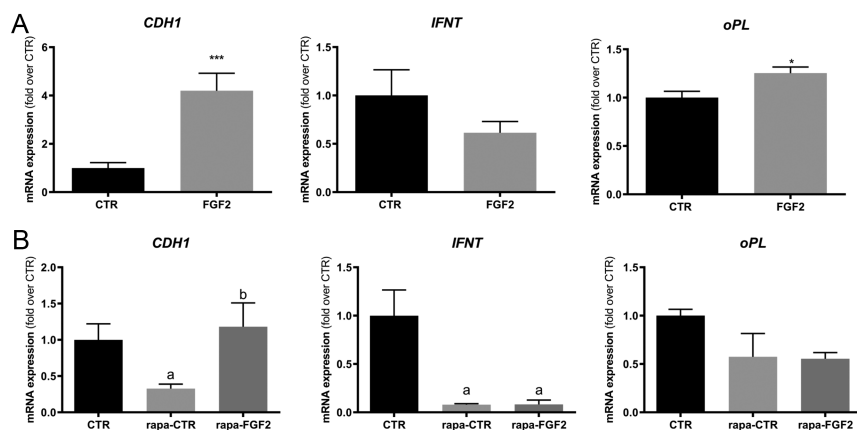 A
CDH1
mRNA expression (fold over CTR)
6
4
2
0
***
CTR
FGF2
IFNT
mRNA expression (fold over CTR)
1.5
1.0
0.5
0.0
CTR
FGF2
oPL
mRNA expression (fold over CTR)
1.5
1.0
0.5
0.0
*
CTR
FGF2
B
CDH1
mRNA expression (fold over CTR)
2.0
1.5
1.0
0.5
0.0
a
b
CTR
rapa-CTR
rapa-FGF2
IFNT
mRNA expression (fold over CTR)
1.5
1.0
0.5
0.0
a
a
CTR
rapa-CTR
rapa-FGF2
oPL
mRNA expression (fold over CTR)
1.5
1.0
0.5
0.0
CTR
rapa-CTR
rapa-FGF2